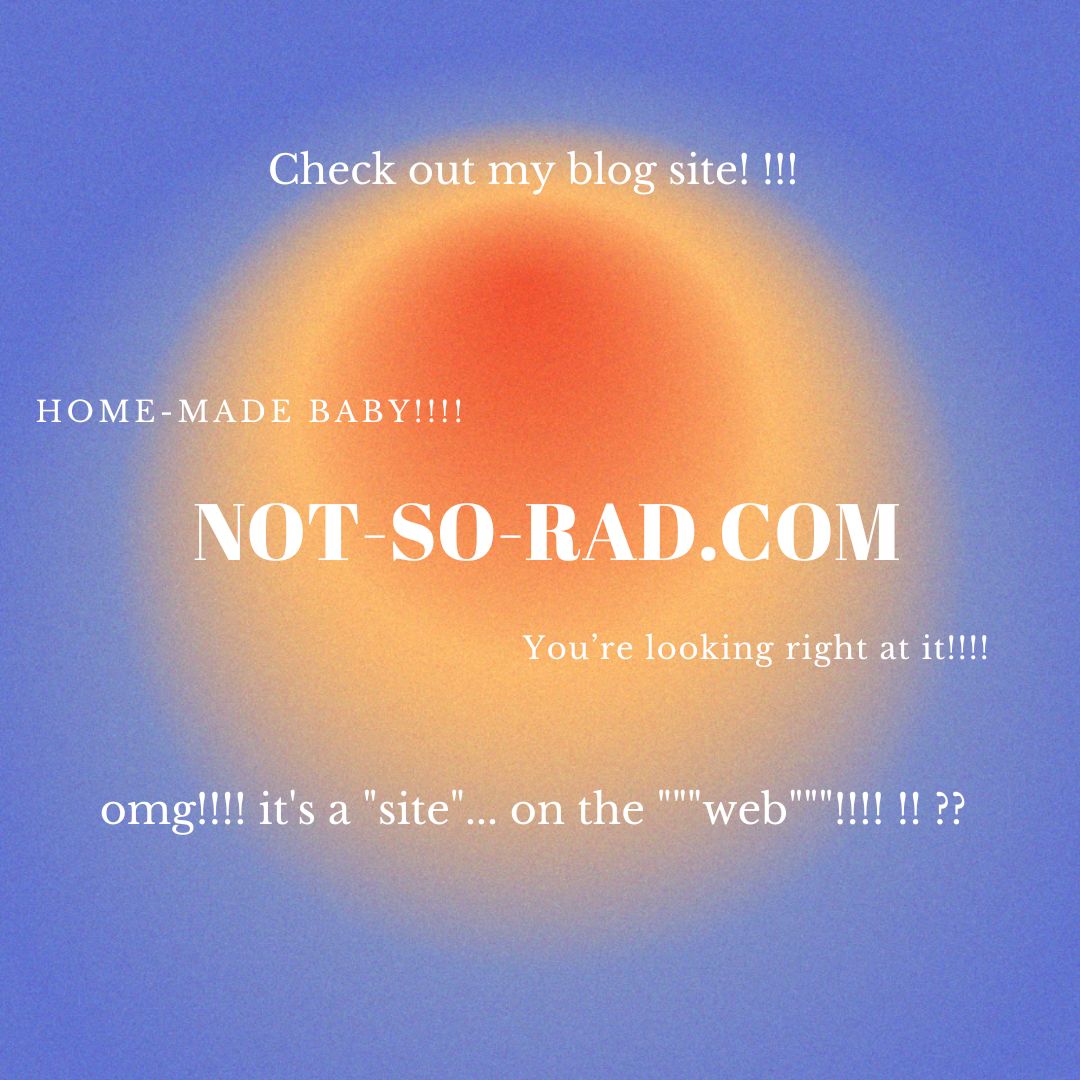 Check out my blog site! !!!
HOME-MADE BABY!!!!
NOT-SO-RAD.COM
You’re looking right at it!!!!
omg!!!! it's a "site"... on the """web"""!!!! !! ??